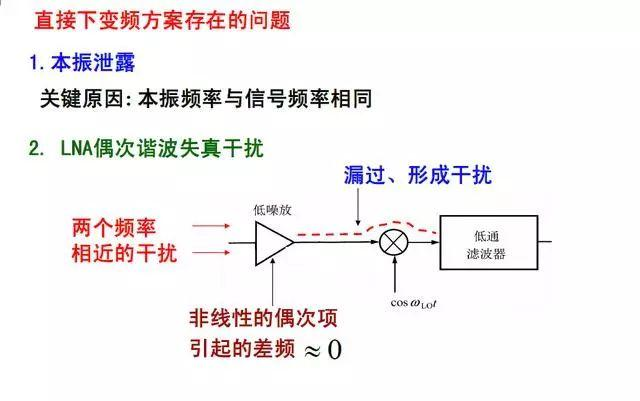 直接下变频方案存在的问题
1.本振泄露
关键原因:本振频率与信号频率相同
2. LNA偶次谐波失真干扰
漏过、形成干扰
两个频率
相近的干扰
低噪放
低通
滤波器
cos ω_LO t
非线性的偶次项
引起的差频 ≈ 0